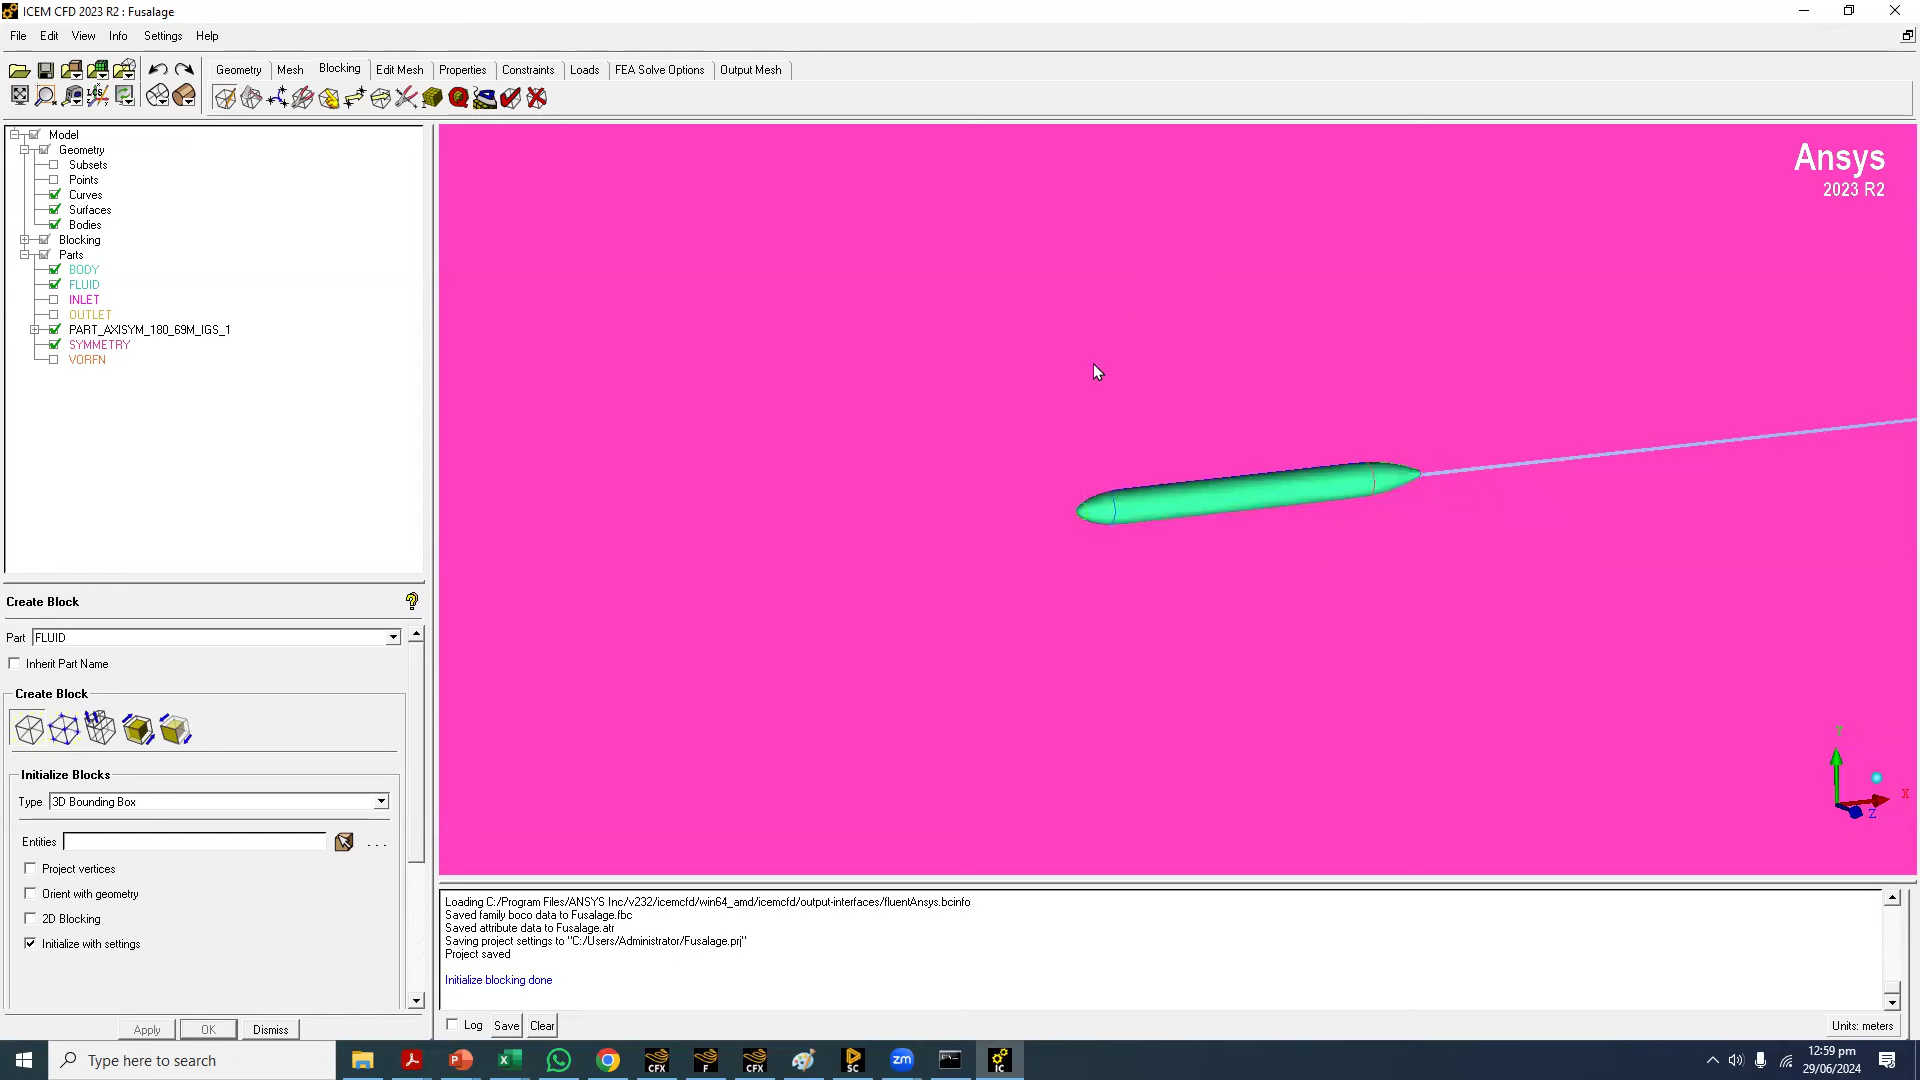 ICEM CFD 2023 R2 : Fusalage
File Edit View Info Settings Help
Geometry Mesh Blocking Edit Mesh Properties Constraints Loads FEA Solve Options Output Mesh
LCS
Model
Geometry
Subsets
Points
Curves
Surfaces
Bodies
Blocking
Parts
BODY
FLUID
INLET
OUTLET
PART_AXISYM_180_69M_IGS_1
SYMMETRY
VORFN
Ansys
2023 R2
Y
X
Z
Create Block
Part FLUID
Inherit Part Name
Create Block
Initialize Blocks
Type 3D Bounding Box
Entities ...
Project vertices
Orient with geometry
2D Blocking
Initialize with settings
Apply OK Dismiss
Loading C:/Program Files/ANSYS Inc/v232/icemcfd/win64_amd/icemcfd/output-interfaces/fluentAnsys.bcinfo
Saved family boco data to Fusalage.fbc
Saved attribute data to Fusalage.atr
Saving project settings to "C:/Users/Administrator/Fusalage.prj"
Project saved
Initialize blocking done
Log Save Clear
Units: meters
Type here to search
CFX F CFX SC zm IC
12:59 pm
29/06/2024